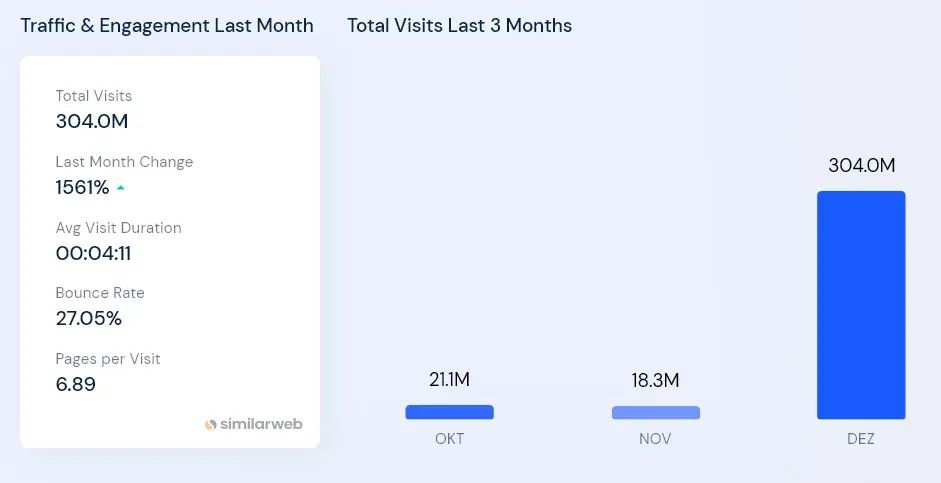 Traffic & Engagement Last Month
Total Visits Last 3 Months
Total Visits
304.0M
Last Month Change
1561%
Avg Visit Duration
00:04:11
Bounce Rate
27.05%
Pages per Visit
6.89
similarweb
304.0M
21.1M
18.3M
OKT
NOV
DEZ